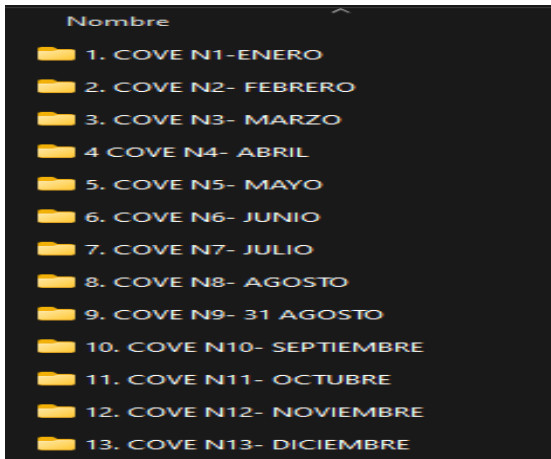 Nombre
1. COVE N1-ENERO
2. COVE N2- FEBRERO
3. COVE N3- MARZO
4 COVE N4- ABRIL
5. COVE N5- MAYO
6. COVE N6- JUNIO
7. COVE N7- JULIO
8. COVE N8- AGOSTO
9. COVE N9- 31 AGOSTO
10. COVE N10- SEPTIEMBRE
11. COVE N11- OCTUBRE
12. COVE N12- NOVIEMBRE
13. COVE N13- DICIEMBRE